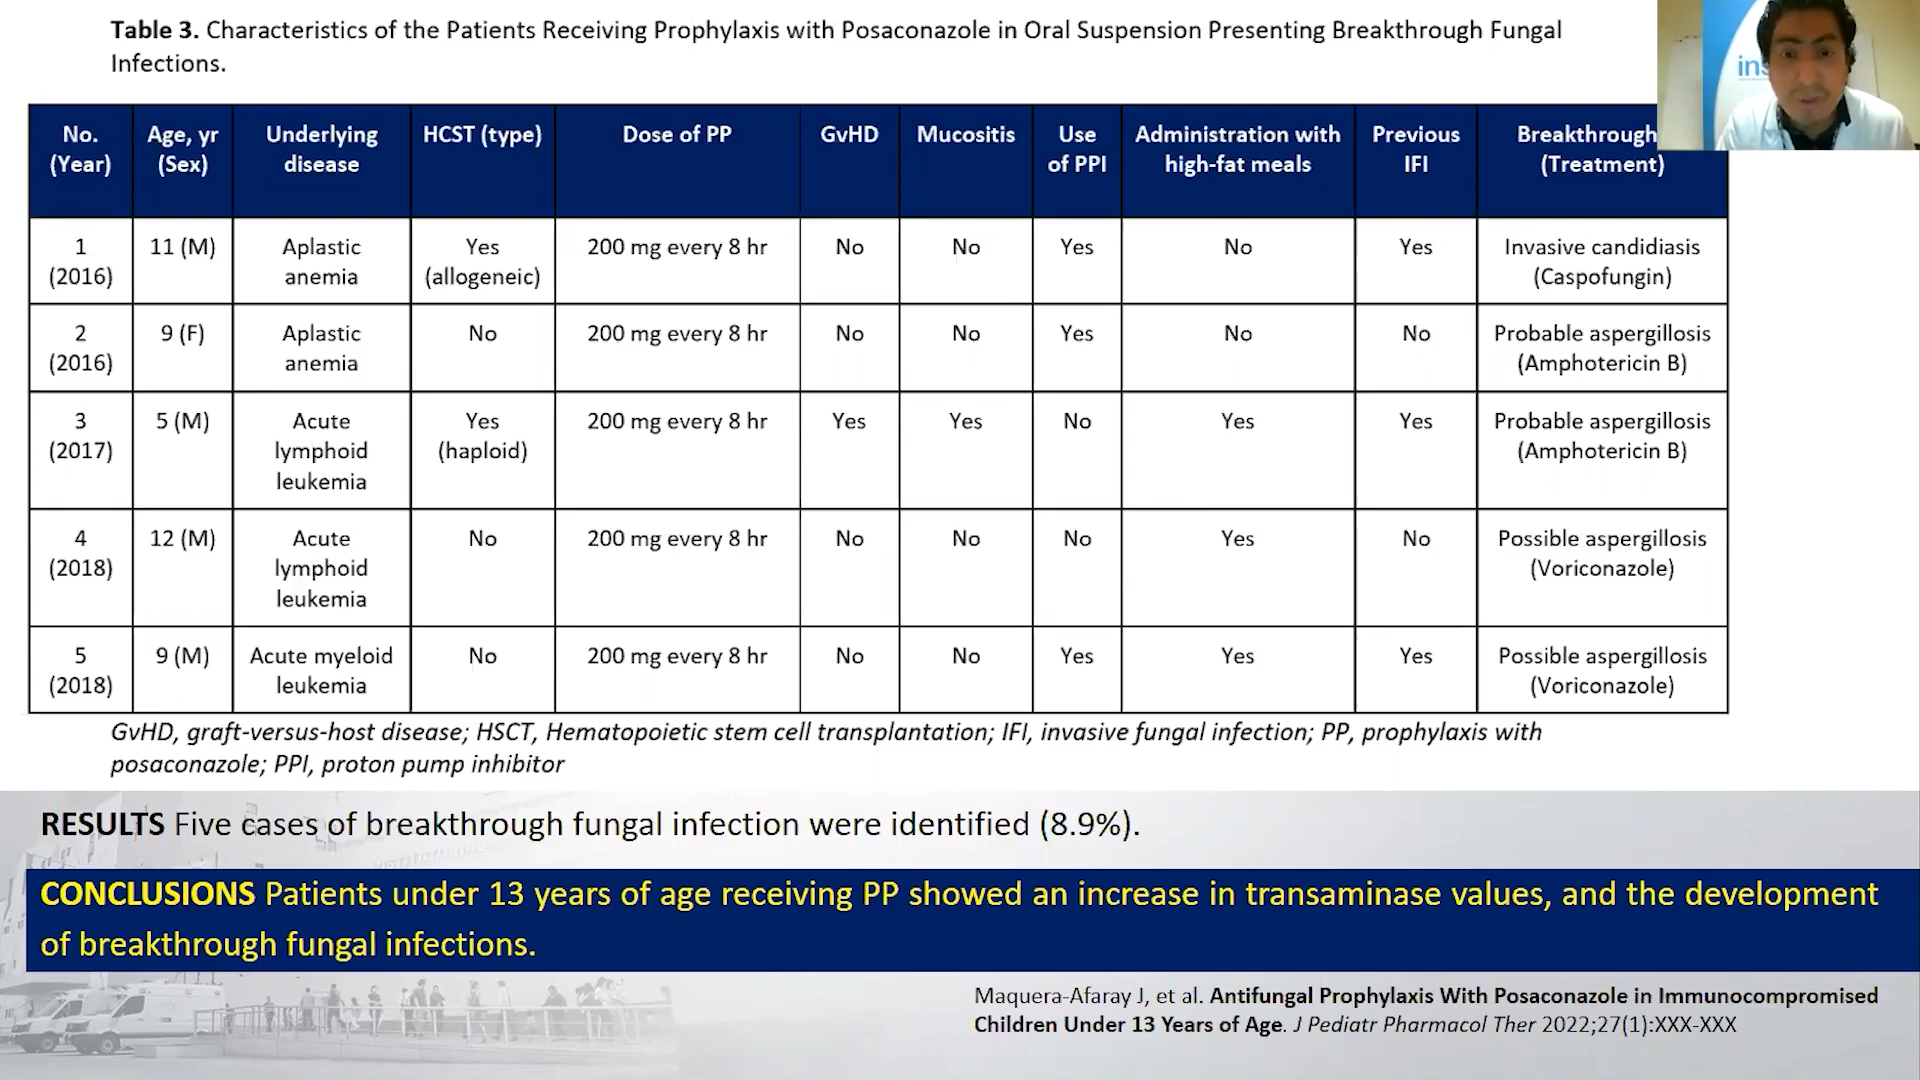 Table 3. Characteristics of the Patients Receiving Prophylaxis with Posaconazole in Oral Suspension Presenting Breakthrough Fungal
Infections.
No. (Year) Age, yr (Sex) Underlying disease HCST (type) Dose of PP GvHD Mucositis Use of PPI Administration with high-fat meals Previous IFI Breakthrough (Treatment)
1 (2016) 11 (M) Aplastic anemia Yes (allogeneic) 200 mg every 8 hr No No Yes No Yes Invasive candidiasis (Caspofungin)
2 (2016) 9 (F) Aplastic anemia No 200 mg every 8 hr No No Yes No No Probable aspergillosis (Amphotericin B)
3 (2017) 5 (M) Acute lymphoid leukemia Yes (haploid) 200 mg every 8 hr Yes Yes No Yes Yes Probable aspergillosis (Amphotericin B)
4 (2018) 12 (M) Acute lymphoid leukemia No 200 mg every 8 hr No No No Yes No Possible aspergillosis (Voriconazole)
5 (2018) 9 (M) Acute myeloid leukemia No 200 mg every 8 hr No No Yes Yes Yes Possible aspergillosis (Voriconazole)
GvHD, graft-versus-host disease; HSCT, Hematopoietic stem cell transplantation; IFI, invasive fungal infection; PP, prophylaxis with
posaconazole; PPI, proton pump inhibitor
RESULTS Five cases of breakthrough fungal infection were identified (8.9%).
CONCLUSIONS Patients under 13 years of age receiving PP showed an increase in transaminase values, and the development
of breakthrough fungal infections.
Maquera-Afaray J, et al. Antifungal Prophylaxis With Posaconazole in Immunocompromised
Children Under 13 Years of Age. J Pediatr Pharmacol Ther 2022;27(1):XXX-XXX